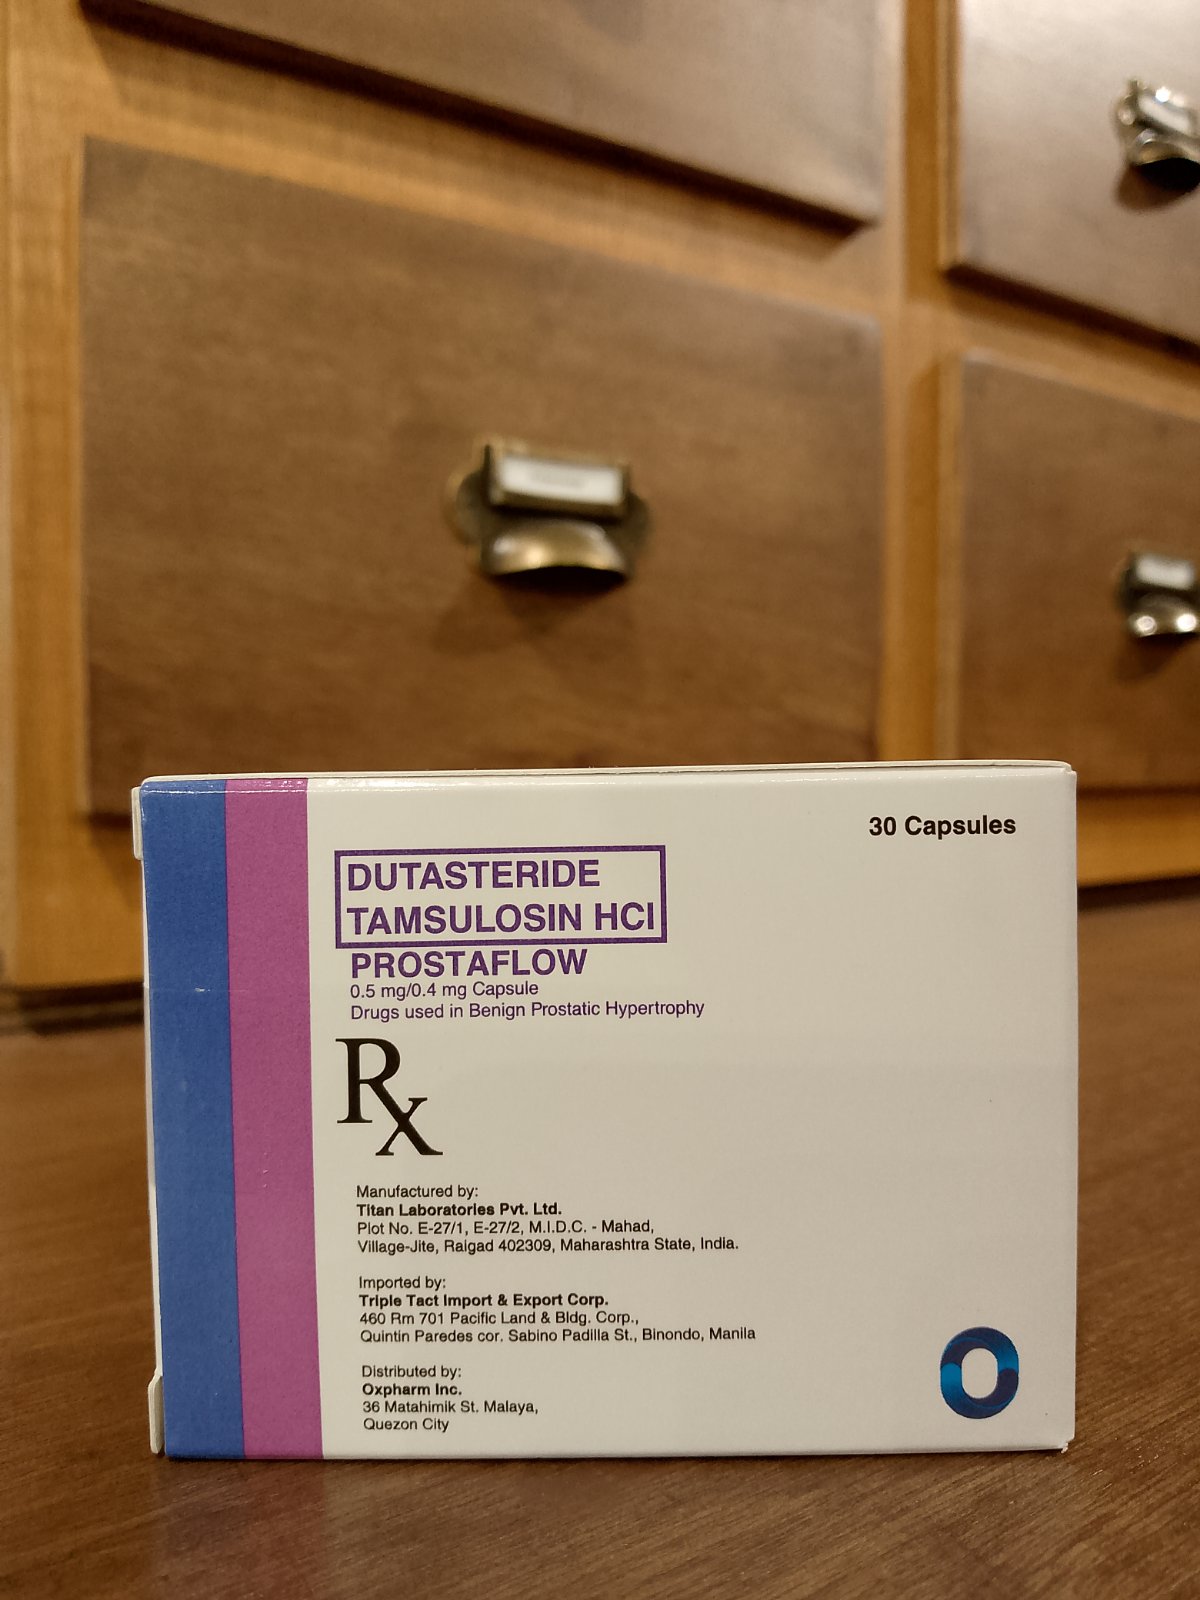 30 Capsules
DUTASTERIDE
TAMSULOSIN HCl
PROSTAFLOW
0.5 mg/0.4 mg Capsule
Drugs used in Benign Prostatic Hypertrophy
Rx
Manufactured by:
Titan Laboratories Pvt. Ltd.
Plot No. E-27/1, E-27/2, M.I.D.C. - Mahad,
Village-Jite, Raigad 402309, Maharashtra State, India.
Imported by:
Triple Tact Import & Export Corp.
460 Rm 701 Pacific Land & Bldg. Corp.,
Quintin Paredes cor. Sabino Padilla St., Binondo, Manila
Distributed by:
Oxpharm Inc.
36 Matahimik St. Malaya,
Quezon City